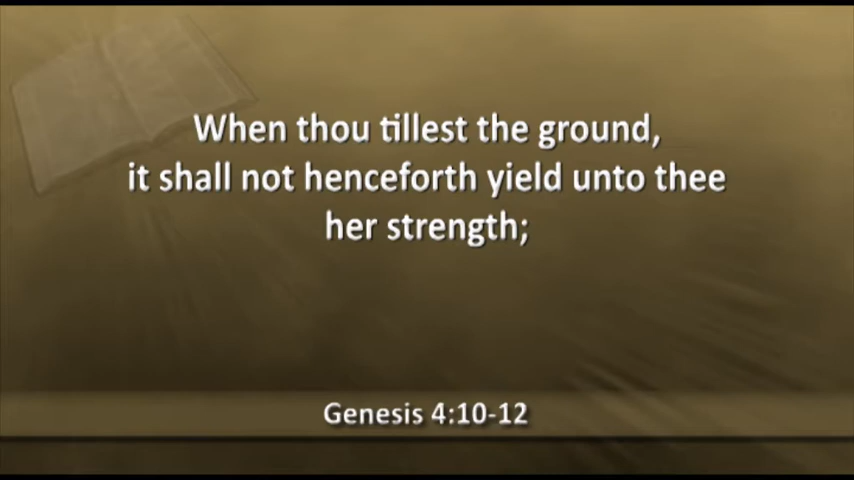 When thou tillest the ground,
it shall not henceforth yield unto thee
her strength;
Genesis 4:10-12